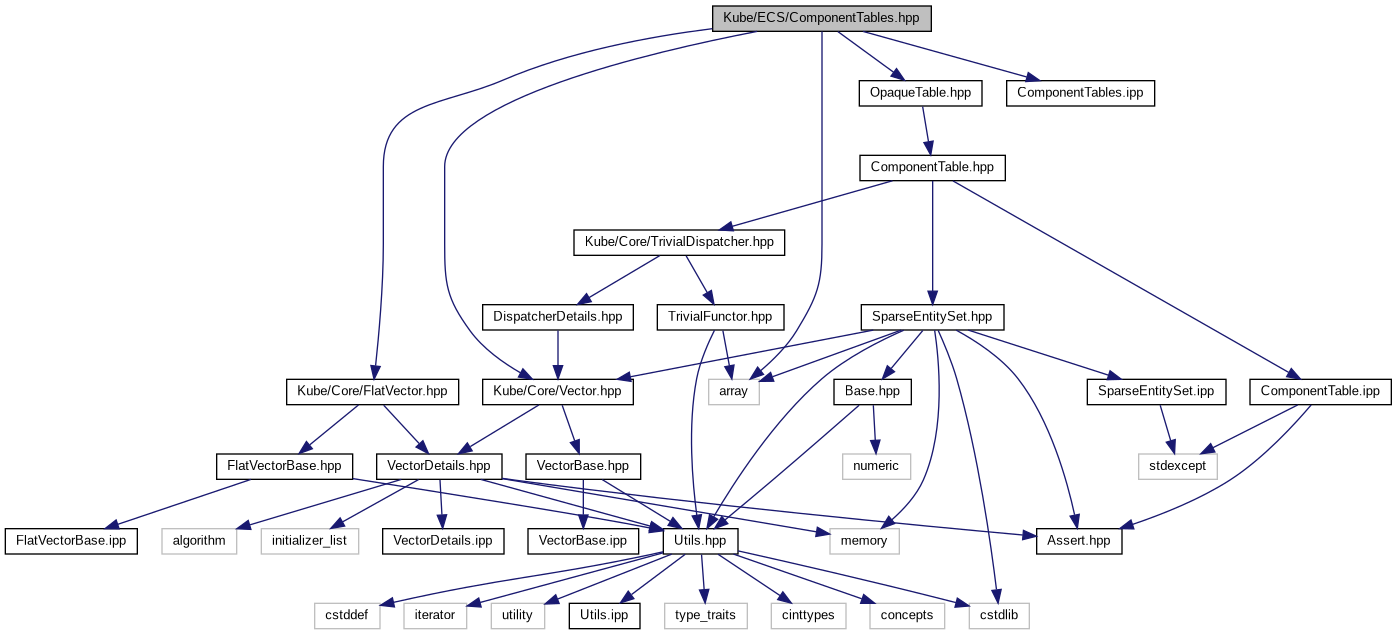 Kube/ECS/ComponentTables.hpp
OpaqueTable.hpp
ComponentTables.ipp
ComponentTable.hpp
Kube/Core/TrivialDispatcher.hpp
DispatcherDetails.hpp
TrivialFunctor.hpp
SparseEntitySet.hpp
Kube/Core/FlatVector.hpp
Kube/Core/Vector.hpp
array
Base.hpp
SparseEntitySet.ipp
ComponentTable.ipp
FlatVectorBase.hpp
VectorDetails.hpp
VectorBase.hpp
numeric
stdexcept
FlatVectorBase.ipp
algorithm
initializer_list
VectorDetails.ipp
VectorBase.ipp
Utils.hpp
memory
Assert.hpp
cstddef
iterator
utility
Utils.ipp
type_traits
cinttypes
concepts
cstdlib